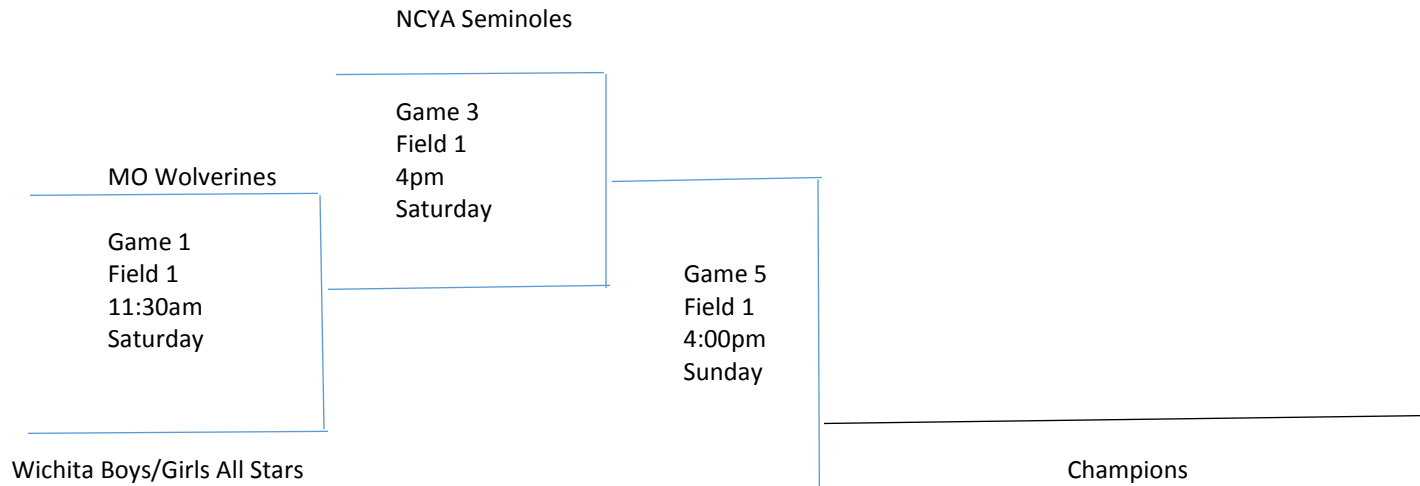 NCYA Seminoles
Game 3
Field 1
4pm
Saturday
MO Wolverines
Game 1
Field 1
11:30am
Saturday
Game 5
Field 1
4:00pm
Sunday
Wichita Boys/Girls All Stars
Champions